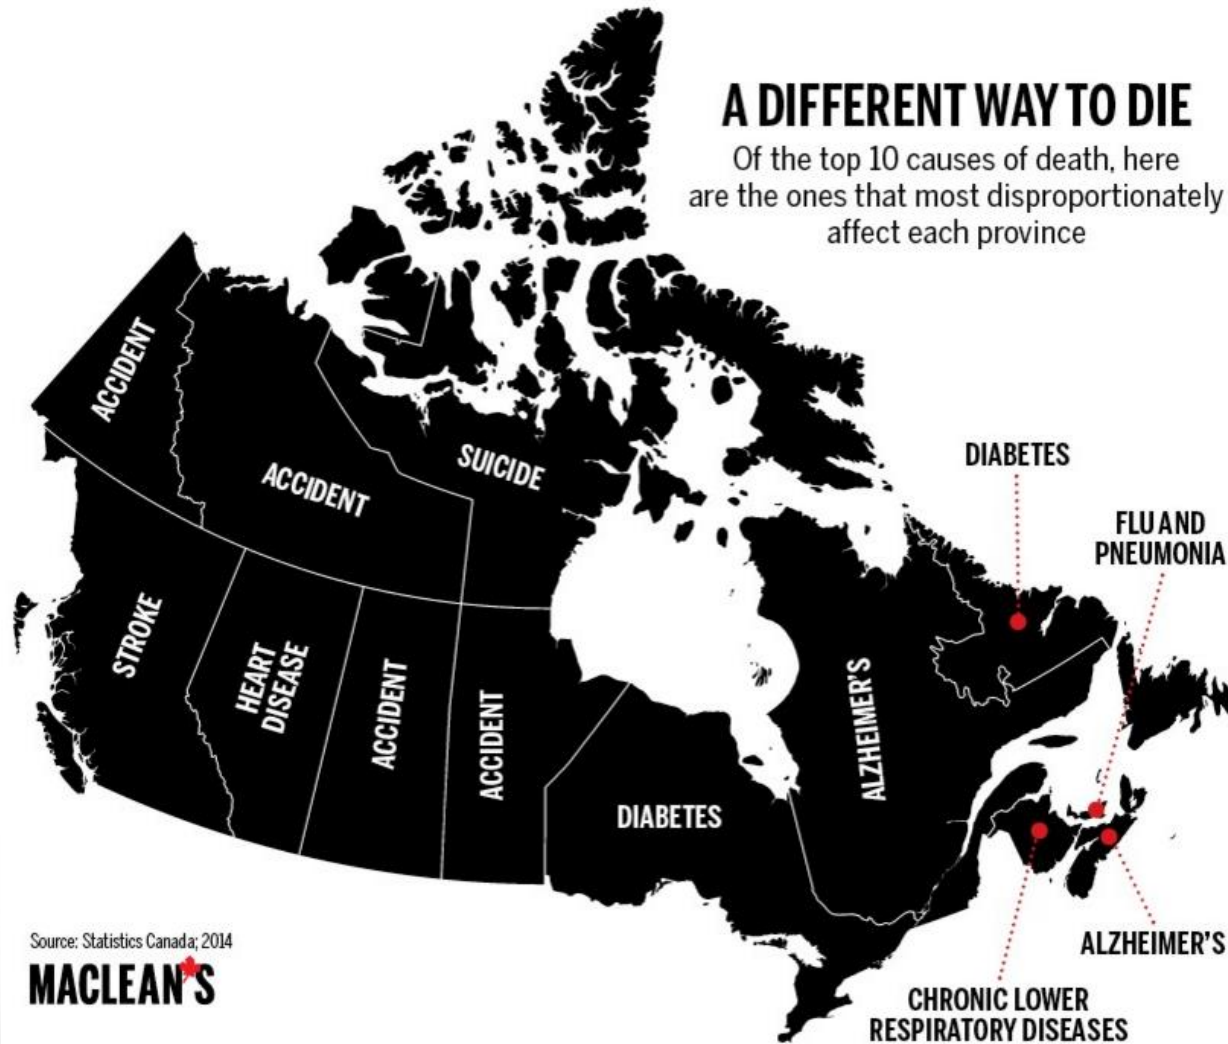 A DIFFERENT WAY TO DIE
Of the top 10 causes of death, here
are the ones that most disproportionately
affect each province
ACCIDENT
ACCIDENT
SUICIDE
DIABETES
FLU AND
PNEUMONIA
STROKE
HEART
DISEASE
ACCIDENT
ACCIDENT
DIABETES
ALZHEIMER'S
ALZHEIMER'S
CHRONIC LOWER
RESPIRATORY DISEASES
Source: Statistics Canada; 2014
MACLEAN'S